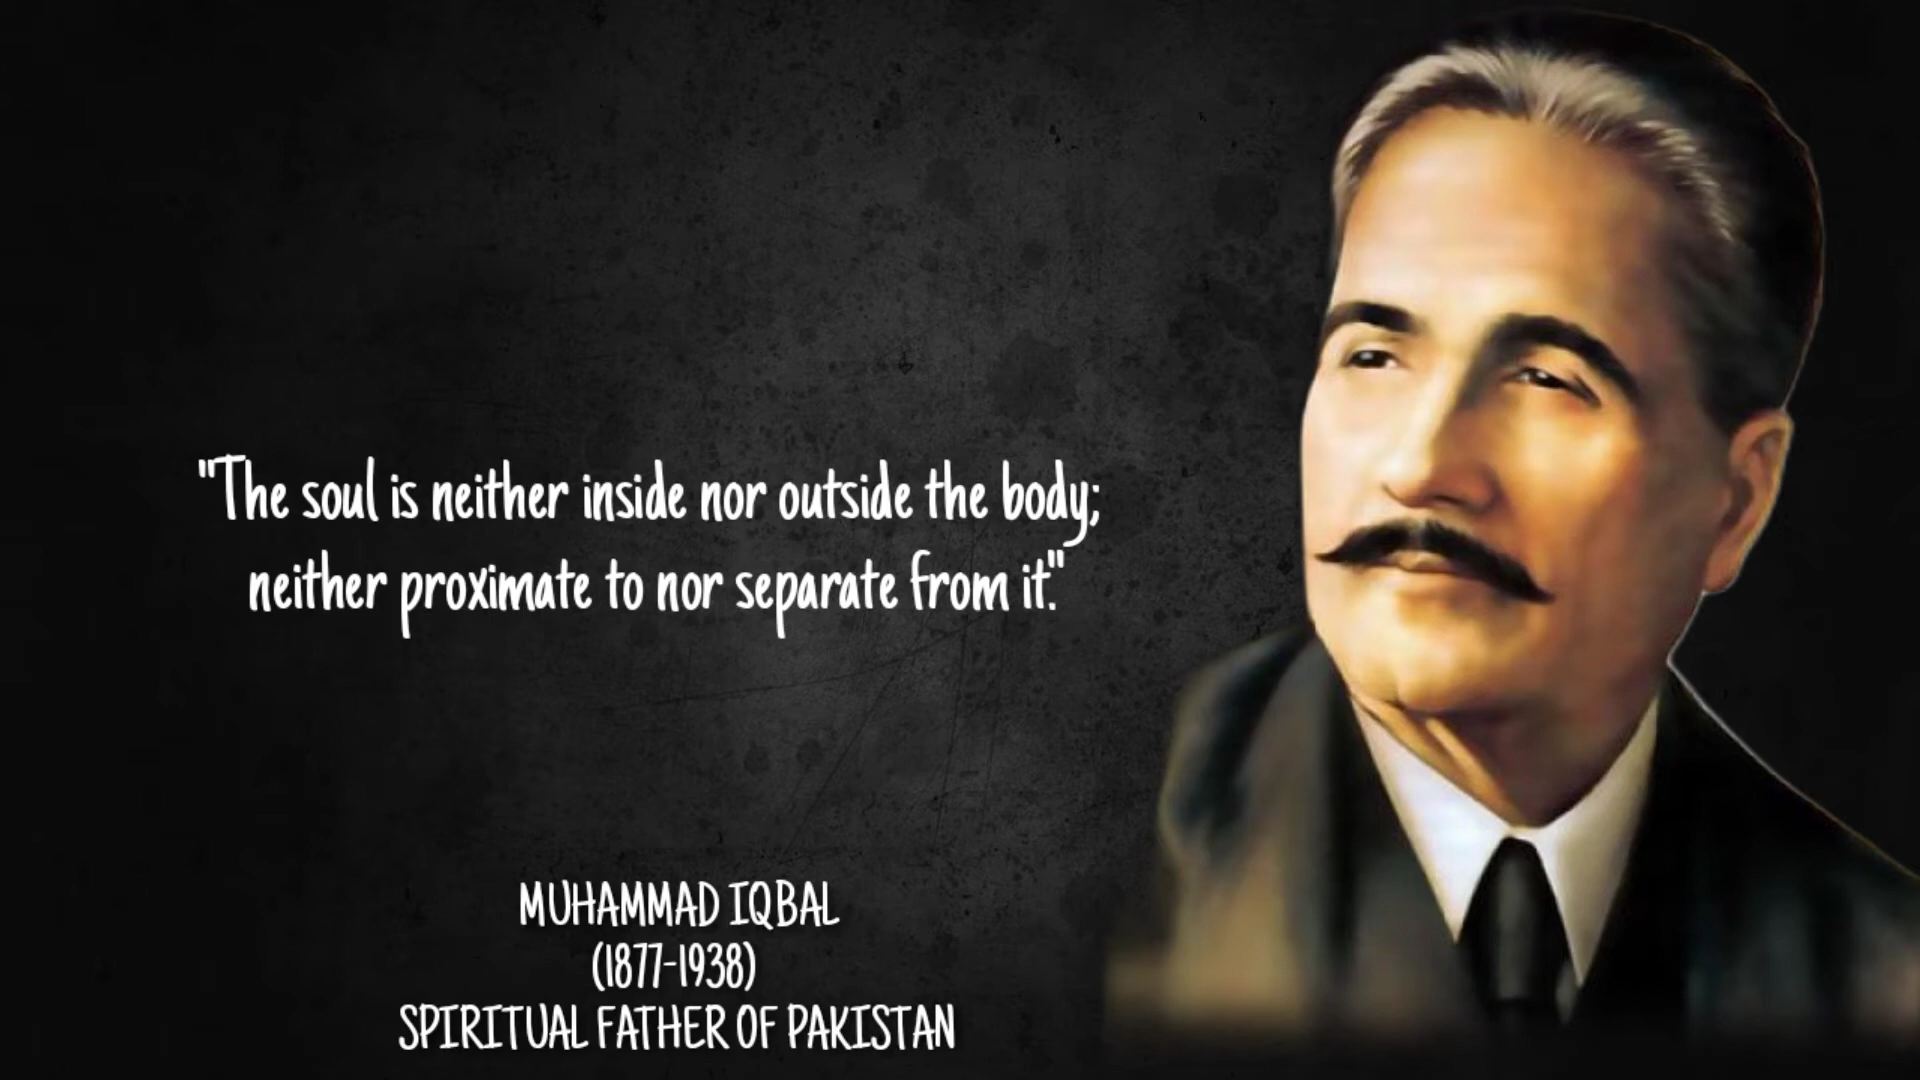 "The soul is neither inside nor outside the body;
neither proximate to nor separate from it."
MUHAMMAD IQBAL
(1877-1938)
SPIRITUAL FATHER OF PAKISTAN